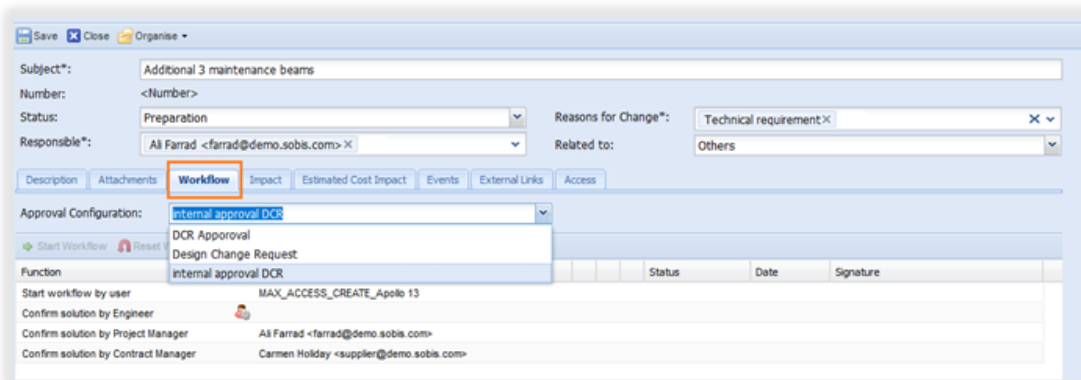 Save Close Organise
Subject*: Additional 3 maintenance beams
Number: <Number>
Status: Preparation Reasons for Change*: Technical requirement
Responsible*: Ali Farrad <farrad@demo.sobis.com> Related to: Others
Description Attachments Workflow Impact Estimated Cost Impact Events External Links Access
Approval Configuration: internal approval DCR
DCR Apporoval
Start Workflow Reset
Design Change Request
internal approval DCR
Function Status Date Signature
Start workflow by user MAX_ACCESS_CREATE_Apollo 13
Confirm solution by Engineer
Confirm solution by Project Manager Ali Farrad <farrad@demo.sobis.com>
Confirm solution by Contract Manager Carmen Holiday <supplier@demo.sobis.com>